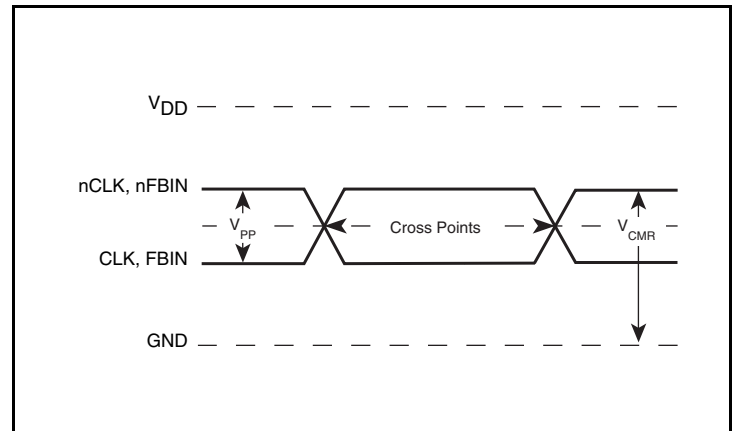 VDD
nCLK, nFBIN
VPP
Cross Points
VCMR
CLK, FBIN
GND